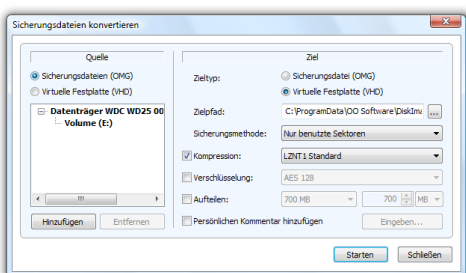 Sicherungsdateien konvertieren
Quelle
Sicherungsdateien (OMG)
Virtuelle Festplatte (VHD)
Datenträger WDC WD25 00
Volume (E:)
Hinzufügen
Entfernen
Ziel
Zieltyp:
Sicherungsdatei (OMG)
Virtuelle Festplatte (VHD)
Zielpfad:
C:\ProgramData\OO Software\DiskIma
...
Sicherungsmethode:
Nur benutzte Sektoren
Kompression:
LZNT1 Standard
Verschlüsselung:
AES 128
Aufteilen:
700 MB
700
MB
Persönlichen Kommentar hinzufügen
Eingeben...
Starten
Schließen